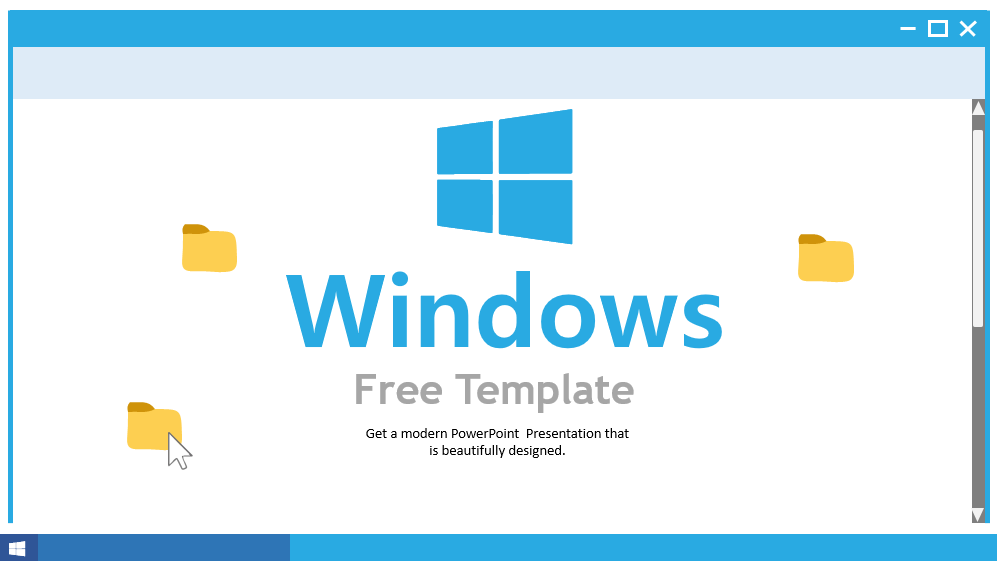 Windows
Free Template
Get a modern PowerPoint  Presentation that
is beautifully designed.